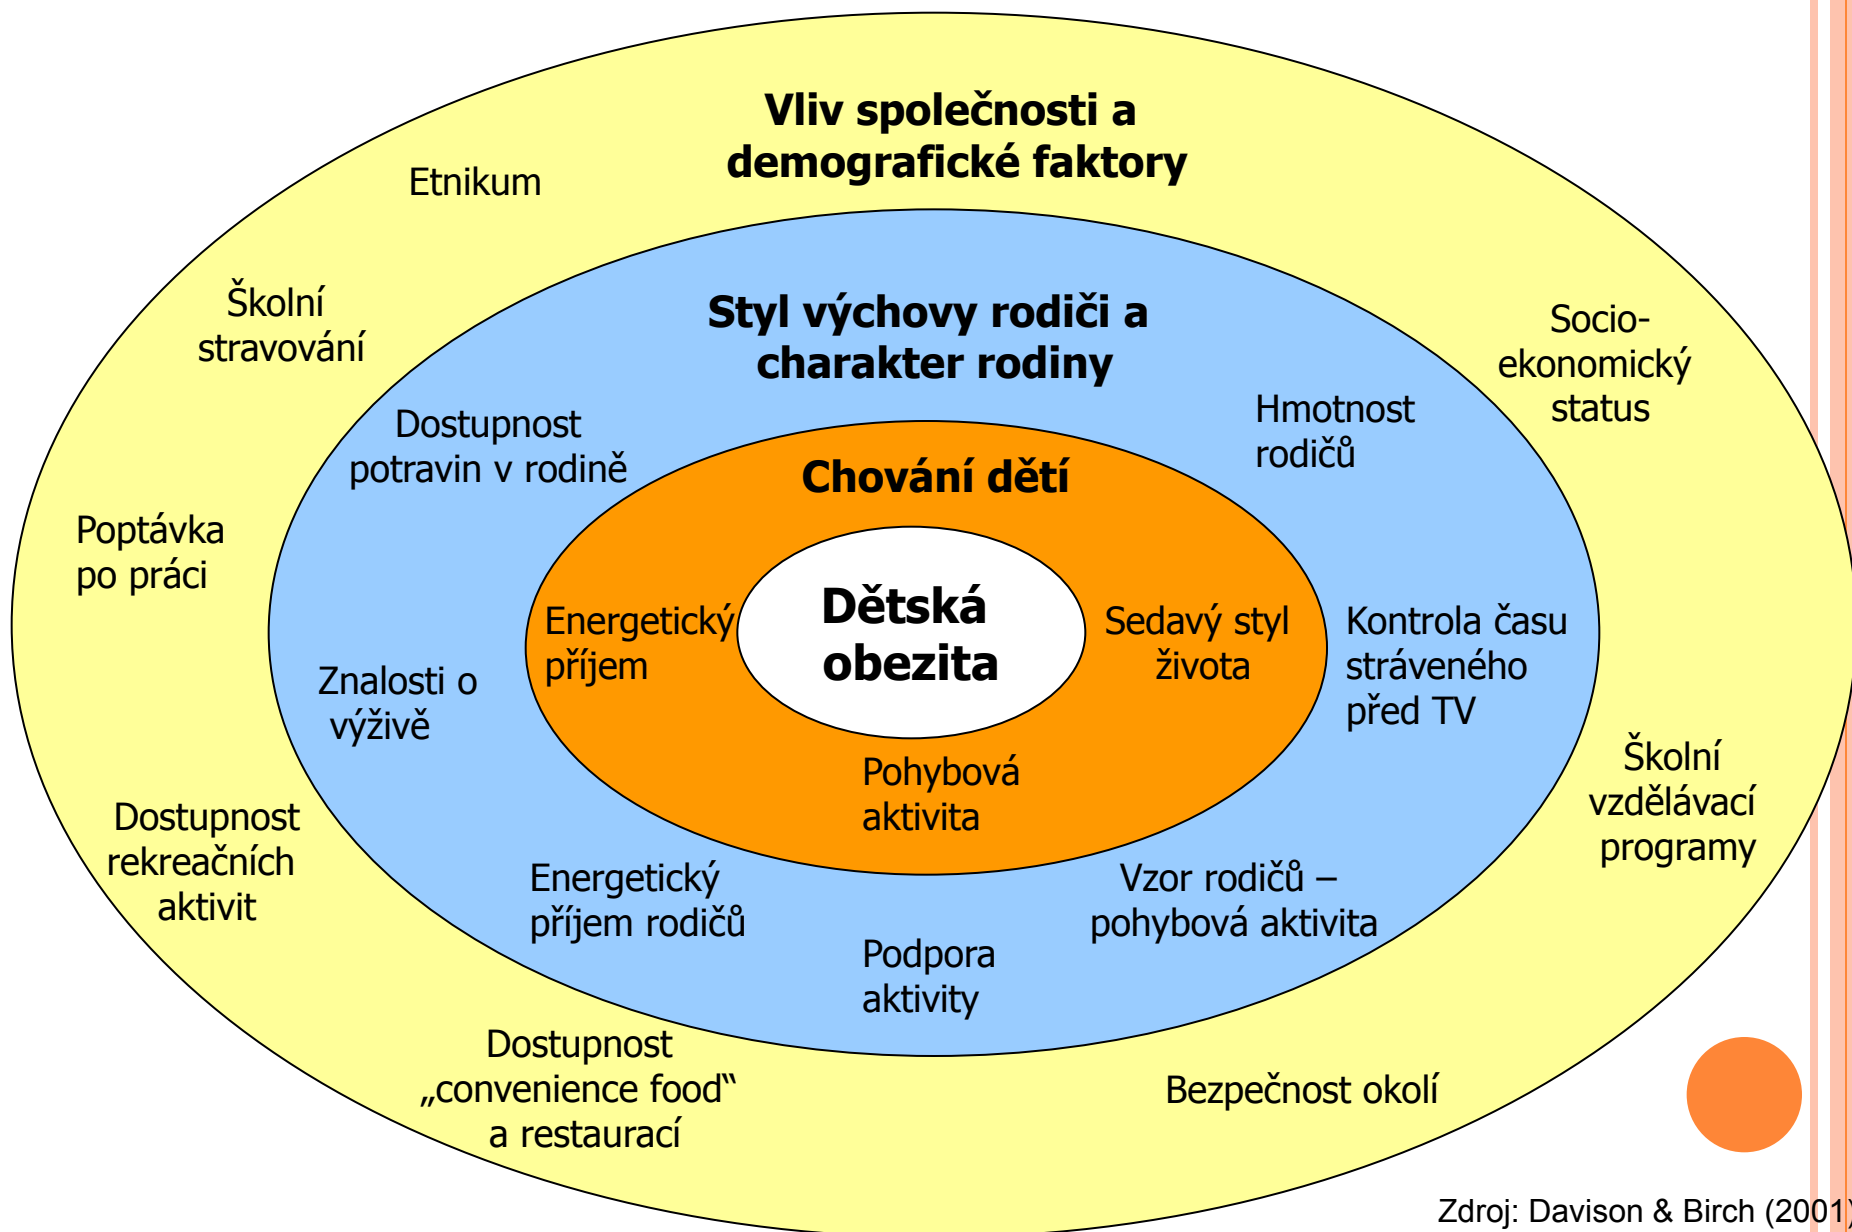 Vliv společnosti a
demografické faktory
Etnikum
Školní
stravování
Socio-
ekonomický
status
Poptávka
po práci
Dostupnost
rekreačních
aktivit
Školní
vzdělávací
programy
Dostupnost
„convenience food“
a restaurací
Bezpečnost okolí
Styl výchovy rodiči a
charakter rodiny
Dostupnost
potravin v rodině
Hmotnost
rodičů
Znalosti o
výživě
Kontrola času
stráveného
před TV
Energetický
příjem rodičů
Vzor rodičů –
pohybová aktivita
Podpora
aktivity
Chování dětí
Energetický
příjem
Sedavý styl
života
Pohybová
aktivita
Dětská
obezita
Zdroj: Davison & Birch (2001)